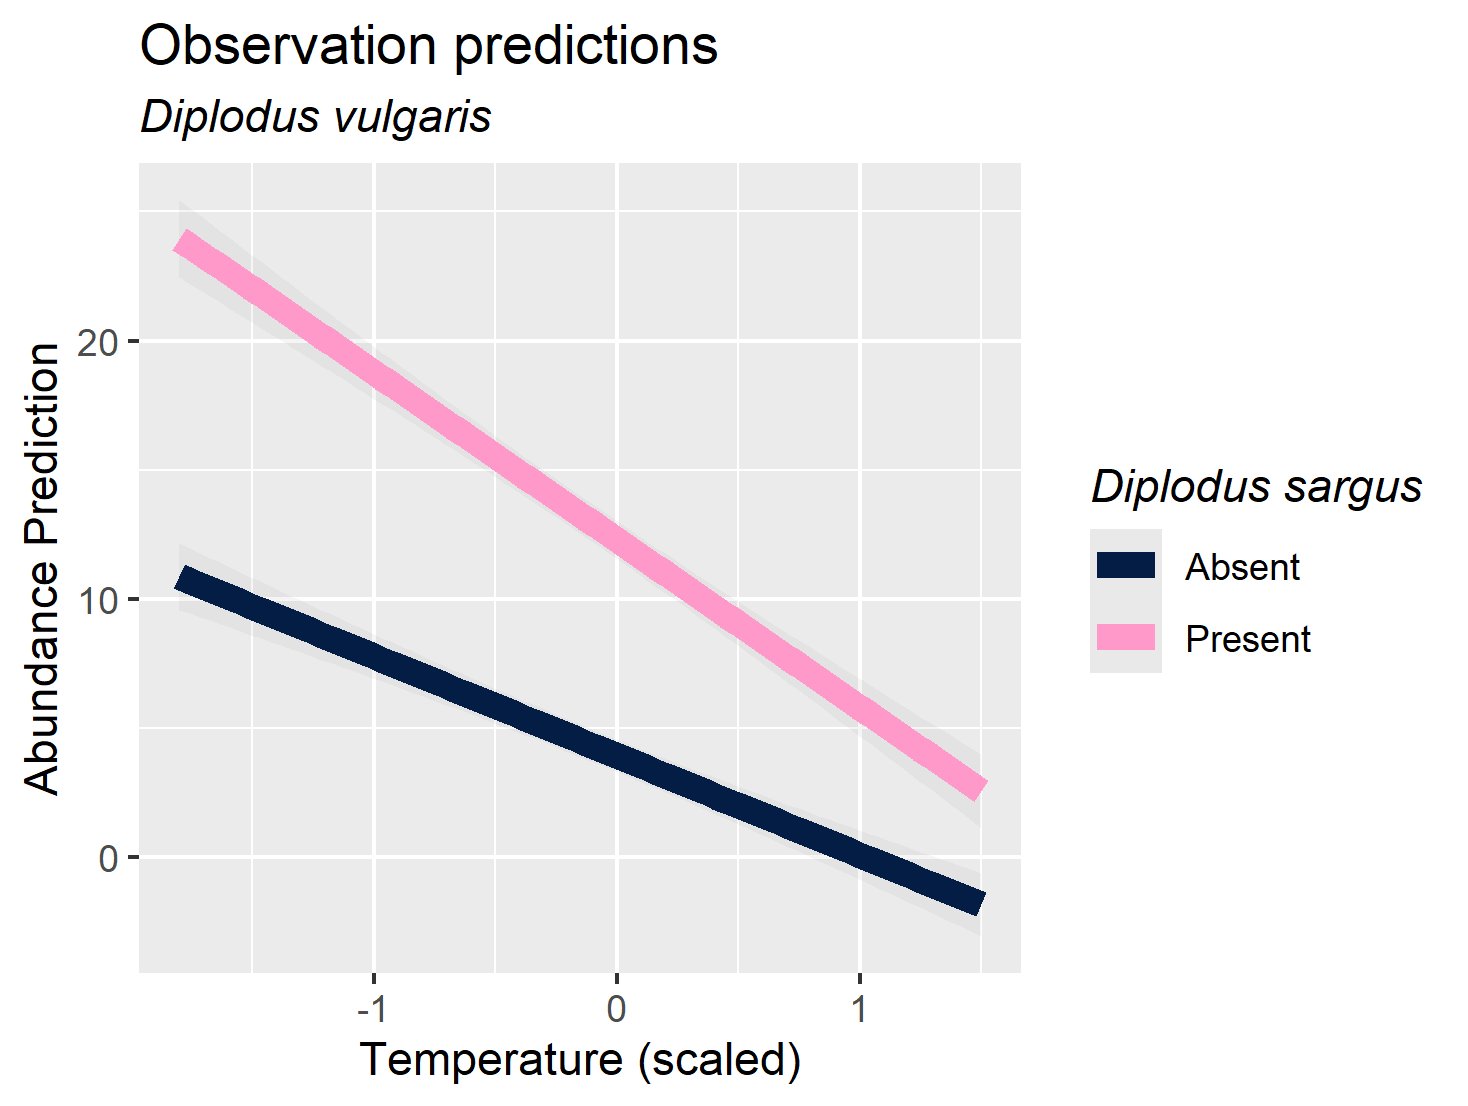 Observation predictions
Diplodus vulgaris
Abundance Prediction
20
10
0
-1
0
1
Temperature (scaled)
Diplodus sargus
Absent
Present